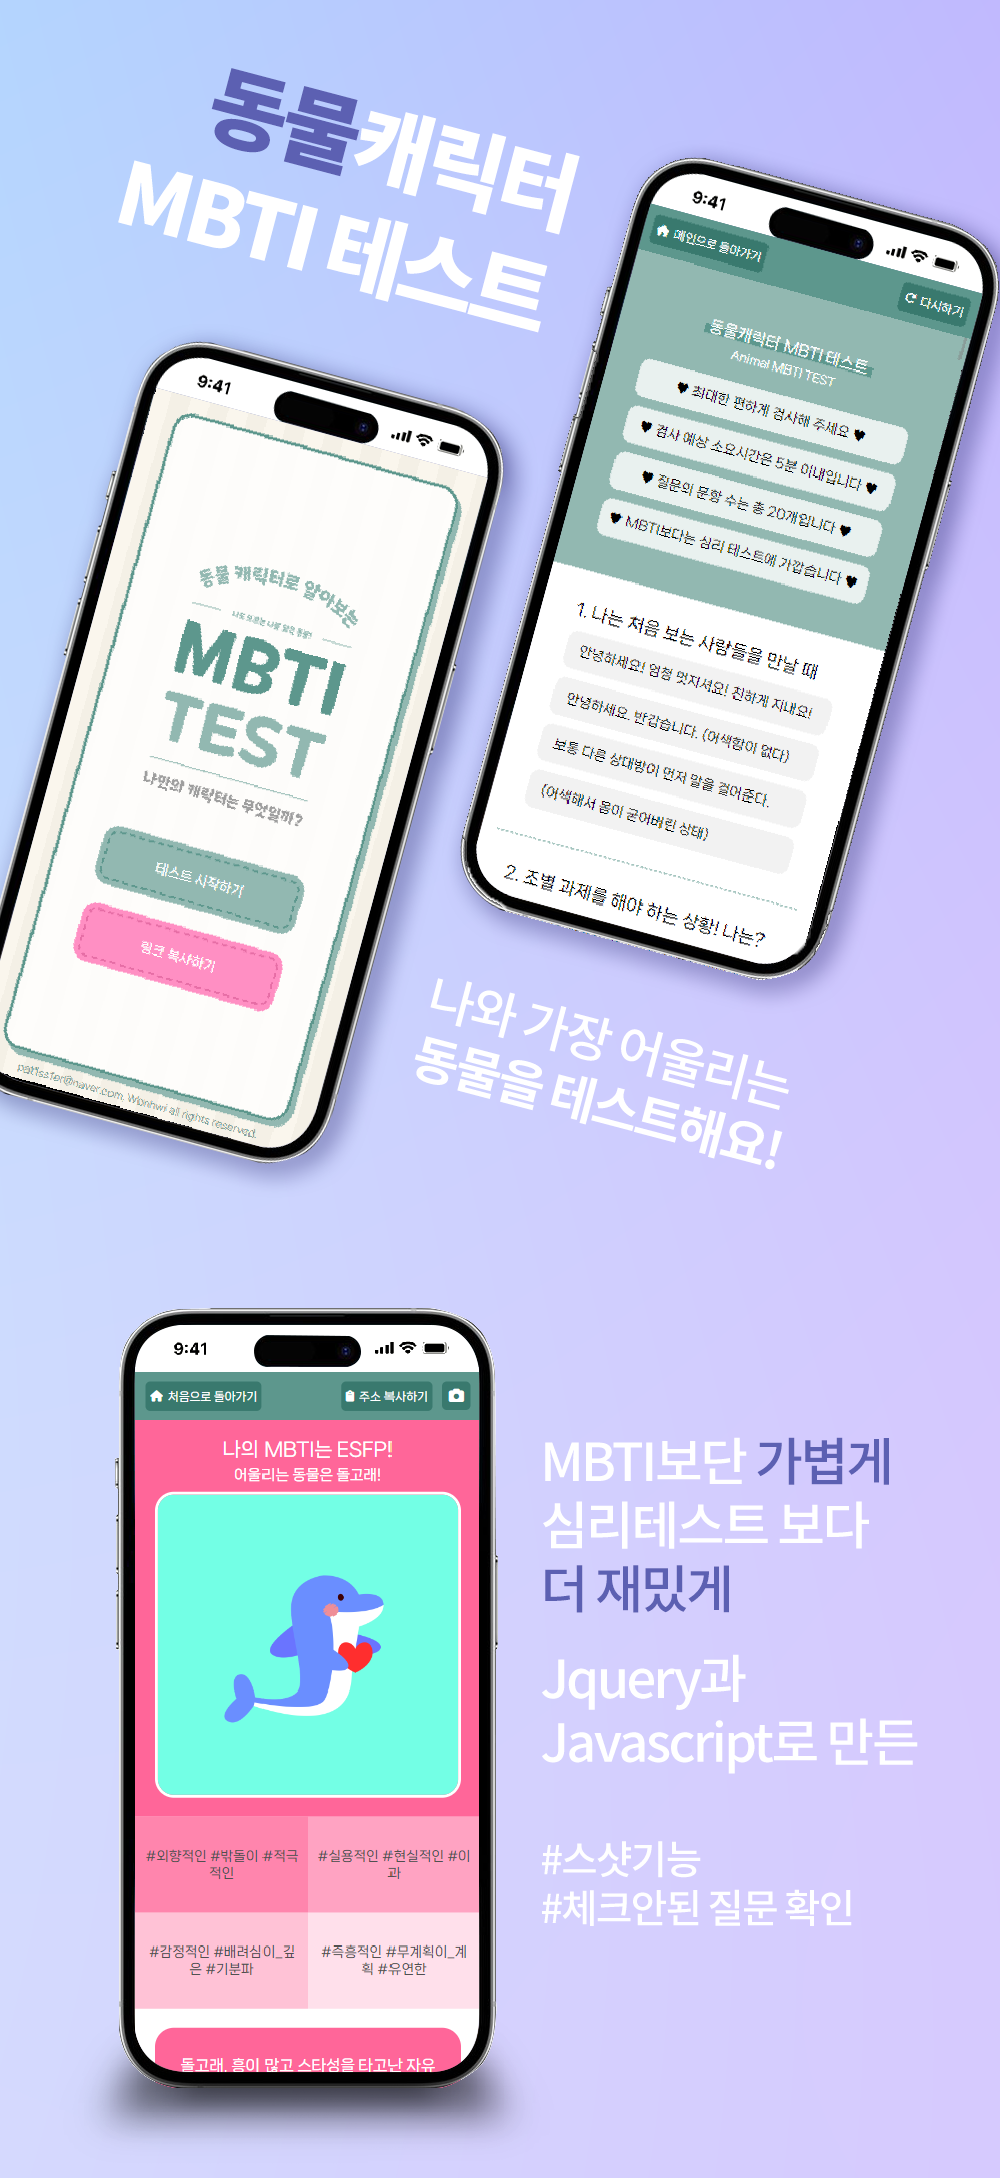 동물캐릭터
MBTI 테스트
9:41
메인으로 돌아가기
다시하기
동물캐릭터 MBTI 테스트
Animal MBTI TEST
♥ 최대한 편하게 검사해 주세요 ♥
♥ 검사 예상 소요시간은 5분 이내입니다 ♥
♥ 질문의 문항 수는 총 20개입니다 ♥
♥ MBTI보다는 심리 테스트에 가깝습니다 ♥
1. 나는 처음 보는 사람들을 만날 때
안녕하세요! 엄청 멋지셔요! 친하게 지내요!
안녕하세요. 반갑습니다. (어색함이 없다)
보통 다른 상대방이 먼저 말을 걸어준다.
(어색해서 몸이 굳어버린 상태)
2. 조별 과제를 해야 하는 상황! 나는?
9:41
동물 캐릭터로 알아보는
나도 모르는 나를 닮은 동물!
MBTI
TEST
나만의 캐릭터는 무엇일까?
테스트 시작하기
링크 복사하기
@naver.com. Wonhwi all rights reserved.
나와 가장 어울리는
동물을 테스트해요!
9:41
처음으로 돌아가기
주소 복사하기
나의 MBTI는 ESFP!
어울리는 동물은 돌고래!
#외향적인 #밖돌이 #적극
적인
#실용적인 #현실적인 #이
과
#감정적인 #배려심이_깊
은 #기분파
#즉흥적인 #무계획이_계
획 #유연한
돌고래, 흥이 많고 스타성을 타고난 자유
MBTI보단 가볍게
심리테스트 보다
더 재밌게
Jquery과
Javascript로 만든
#스샷기능
#체크안된 질문 확인